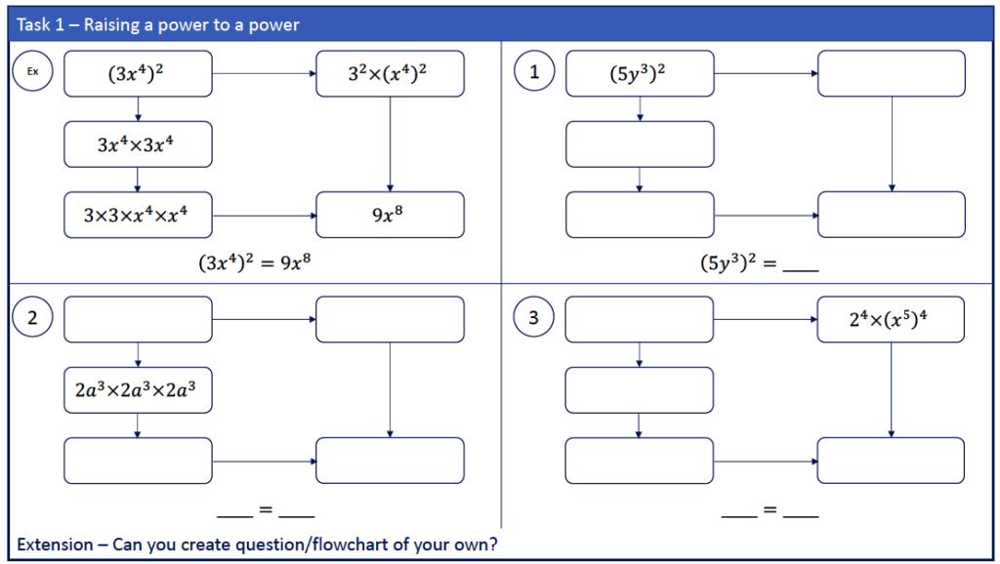 Task 1 – Raising a power to a power
Ex
(3x⁴)²
3²×(x⁴)²
3x⁴×3x⁴
3×3×x⁴×x⁴
9x⁸
(3x⁴)² = 9x⁸
1
(5y³)²
(5y³)² = ____
2
2a³×2a³×2a³
____ = ____
3
2⁴×(x⁵)⁴
____ = ____
Extension – Can you create question/flowchart of your own?